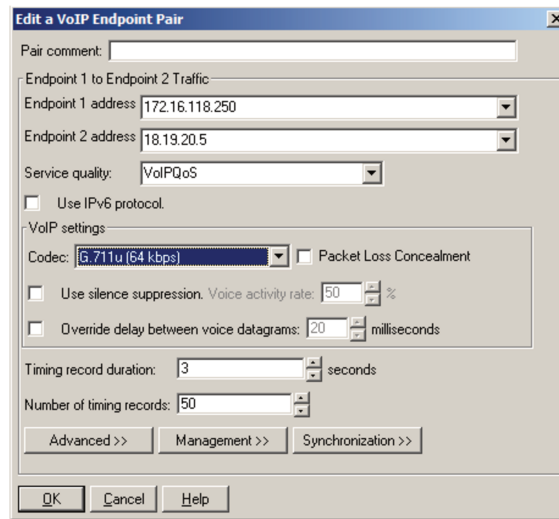 Edit a VoIP Endpoint Pair
Pair comment:
Endpoint 1 to Endpoint 2 Traffic
Endpoint 1 address 172.16.118.250
Endpoint 2 address 18.19.20.5
Service quality: VoIPQoS
Use IPv6 protocol.
VoIP settings
Codec: G.711u (64 kbps) Packet Loss Concealment
Use silence suppression. Voice activity rate: 50 %
Override delay between voice datagrams: 20 milliseconds
Timing record duration: 3 seconds
Number of timing records: 50
Advanced >> Management >> Synchronization >>
OK Cancel Help